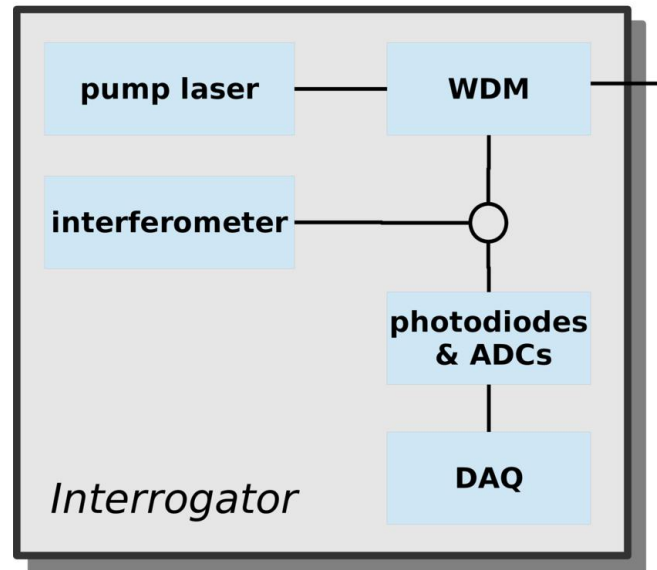 pump laser
WDM
interferometer
photodiodes
& ADCs
DAQ
Interrogator